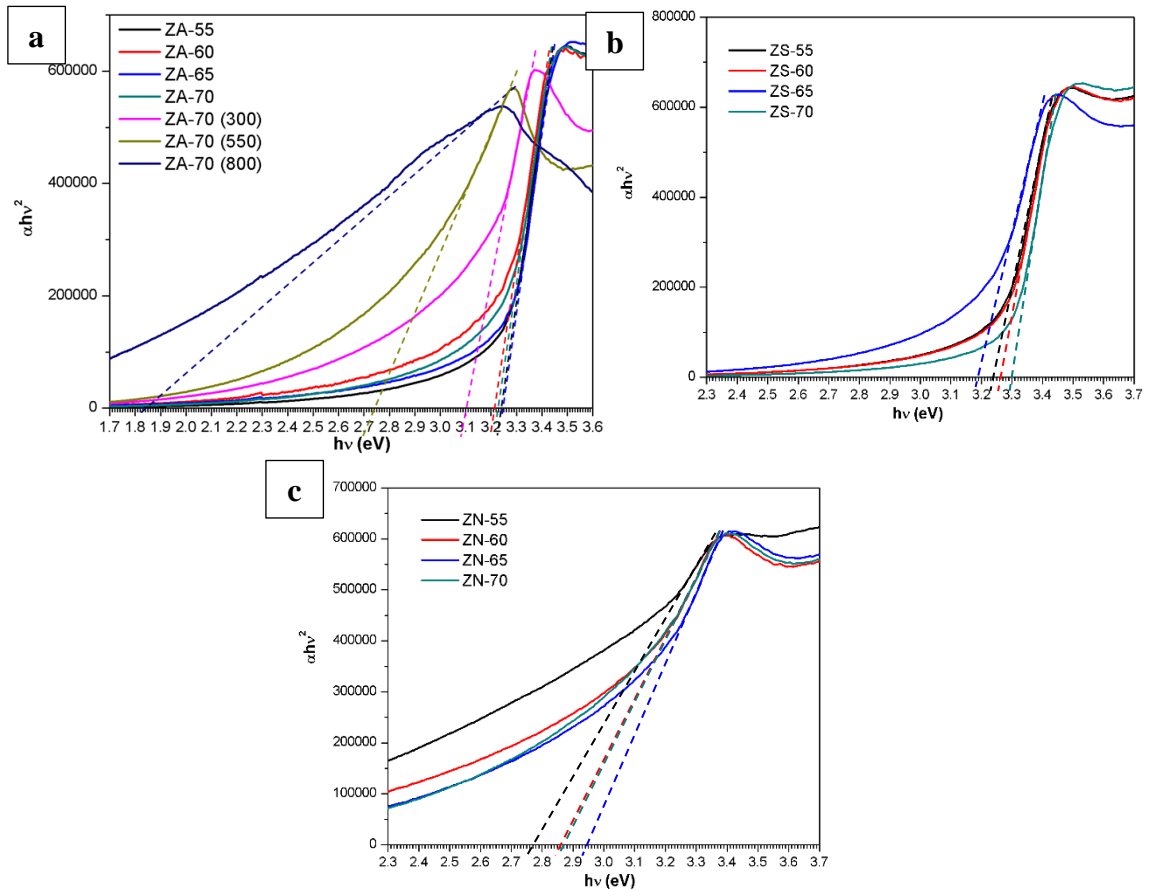 a
ZA-55
ZA-60
ZA-65
ZA-70
ZA-70 (300)
ZA-70 (550)
ZA-70 (800)
600000
400000
200000
0
αhν²
1.7 1.8 1.9 2.0 2.1 2.2 2.3 2.4 2.5 2.6 2.7 2.8 2.9 3.0 3.1 3.2 3.3 3.4 3.5 3.6
hν (eV)
b
ZS-55
ZS-60
ZS-65
ZS-70
800000
700000
600000
500000
400000
300000
200000
100000
0
αhν²
2.3 2.4 2.5 2.6 2.7 2.8 2.9 3.0 3.1 3.2 3.3 3.4 3.5 3.6 3.7
hν (eV)
c
ZN-55
ZN-60
ZN-65
ZN-70
700000
600000
500000
400000
300000
200000
100000
0
αhν²
2.3 2.4 2.5 2.6 2.7 2.8 2.9 3.0 3.1 3.2 3.3 3.4 3.5 3.6 3.7
hν (eV)